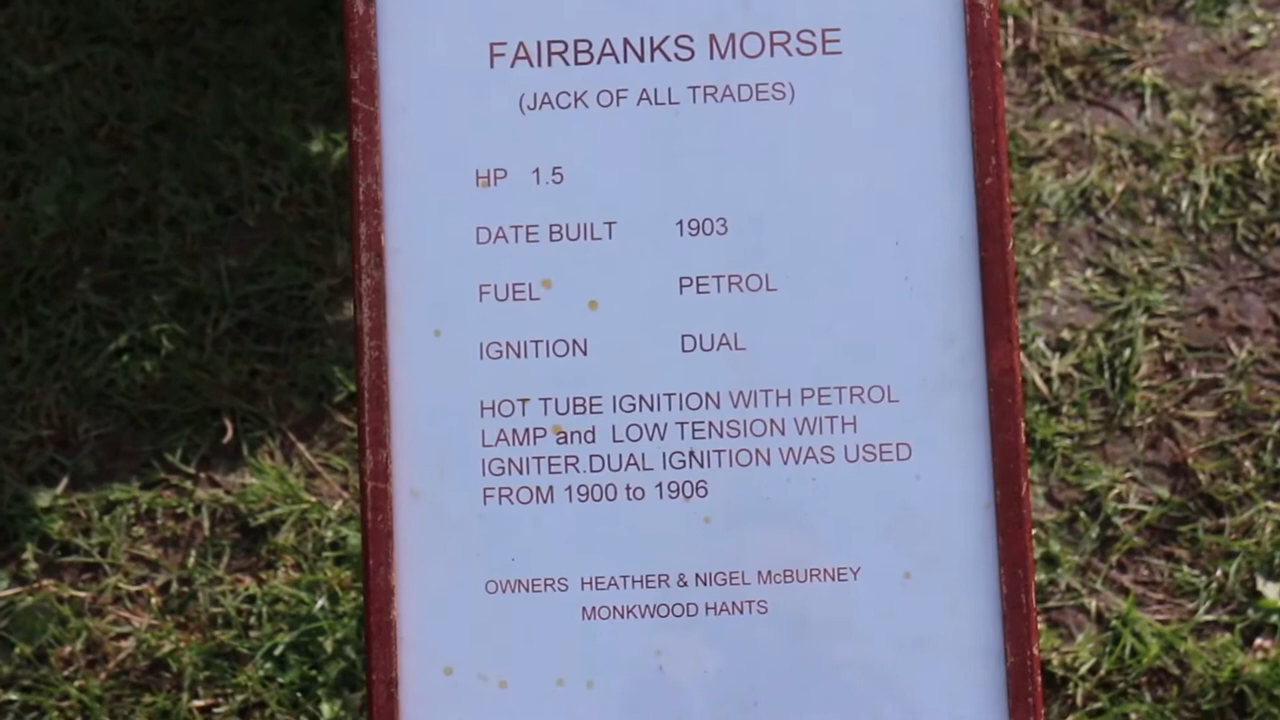 FAIRBANKS MORSE
(JACK OF ALL TRADES)
HP 1.5
DATE BUILT 1903
FUEL PETROL
IGNITION DUAL
HOT TUBE IGNITION WITH PETROL
LAMP and LOW TENSION WITH
IGNITER.DUAL IGNITION WAS USED
FROM 1900 to 1906
OWNERS HEATHER & NIGEL McBURNEY
MONKWOOD HANTS